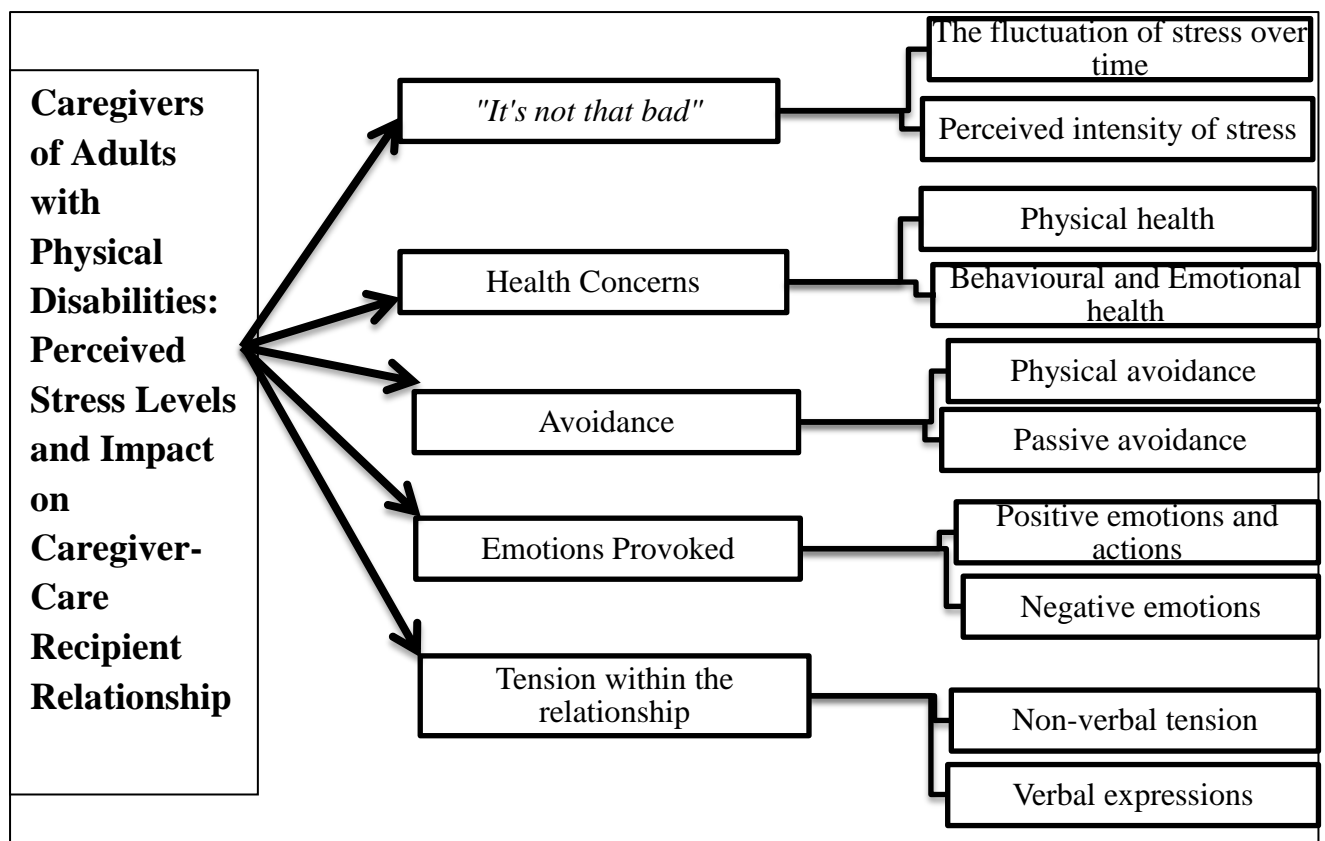 Caregivers
of Adults
with
Physical
Disabilities:
Perceived
Stress Levels
and Impact
on
Caregiver-
Care
Recipient
Relationship
"It's not that bad"
The fluctuation of stress over
time
Perceived intensity of stress
Health Concerns
Physical health
Behavioural and Emotional
health
Avoidance
Physical avoidance
Passive avoidance
Emotions Provoked
Positive emotions and
actions
Negative emotions
Tension within the
relationship
Non-verbal tension
Verbal expressions